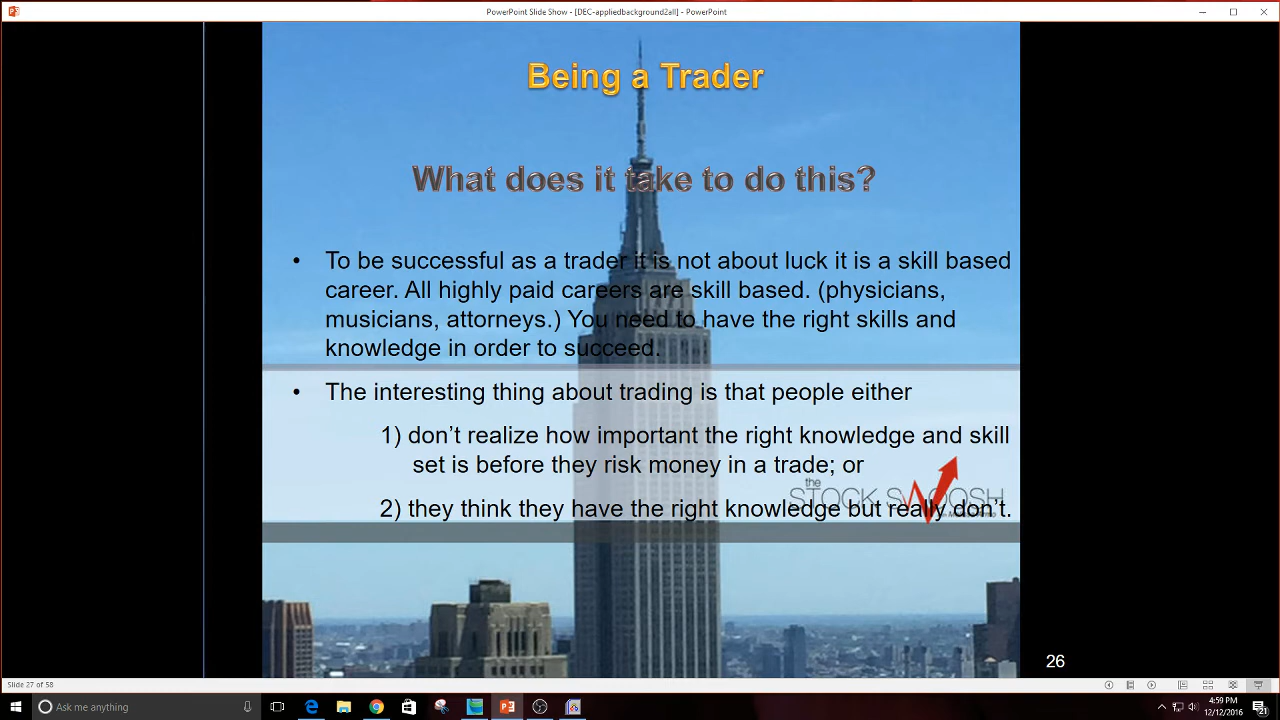 PowerPoint Slide Show - [DEC-appliedbackground2all] - PowerPoint
Being a Trader
What does it take to do this?
• To be successful as a trader it is not about luck it is a skill based
career. All highly paid careers are skill based. (physicians,
musicians, attorneys.) You need to have the right skills and
knowledge in order to succeed.
• The interesting thing about trading is that people either
1) don't realize how important the right knowledge and skill
set is before they risk money in a trade; or
the
STOCK SWOOSH
2) they think they have the right knowledge but really don't.
26
Slide 27 of 58
Ask me anything
4:59 PM
12/12/2016
21